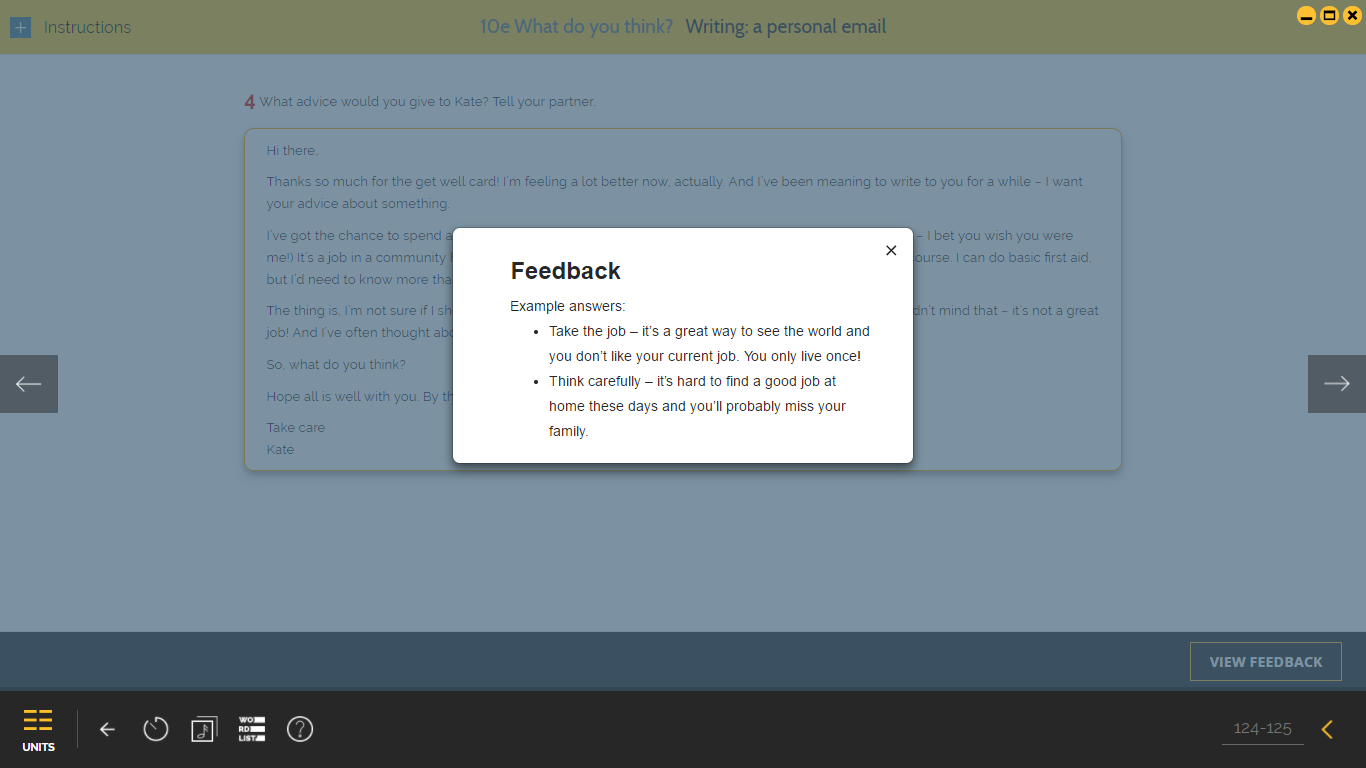 Instructions
10e What do you think? Writing: a personal email
4 What advice would you give to Kate? Tell your partner.
Hi there,
Thanks so much for the get well card! I'm feeling a lot better now, actually. And I've been meaning to write to you for a while – I want
your advice about something.
I've got the chance to spend – I bet you wish you were
me!) It's a job in a community course. I can do basic first aid,
but I'd need to know more
The thing is, I'm not sure if I mind that – it's not a great
job! And I've often thought
So, what do you think?
Hope all is well with you. By
Take care
Kate
Feedback
Example answers:
• Take the job – it's a great way to see the world and
you don't like your current job. You only live once!
• Think carefully – it's hard to find a good job at
home these days and you'll probably miss your
family.
VIEW FEEDBACK
UNITS
WO
RD
LIST
?
124-125